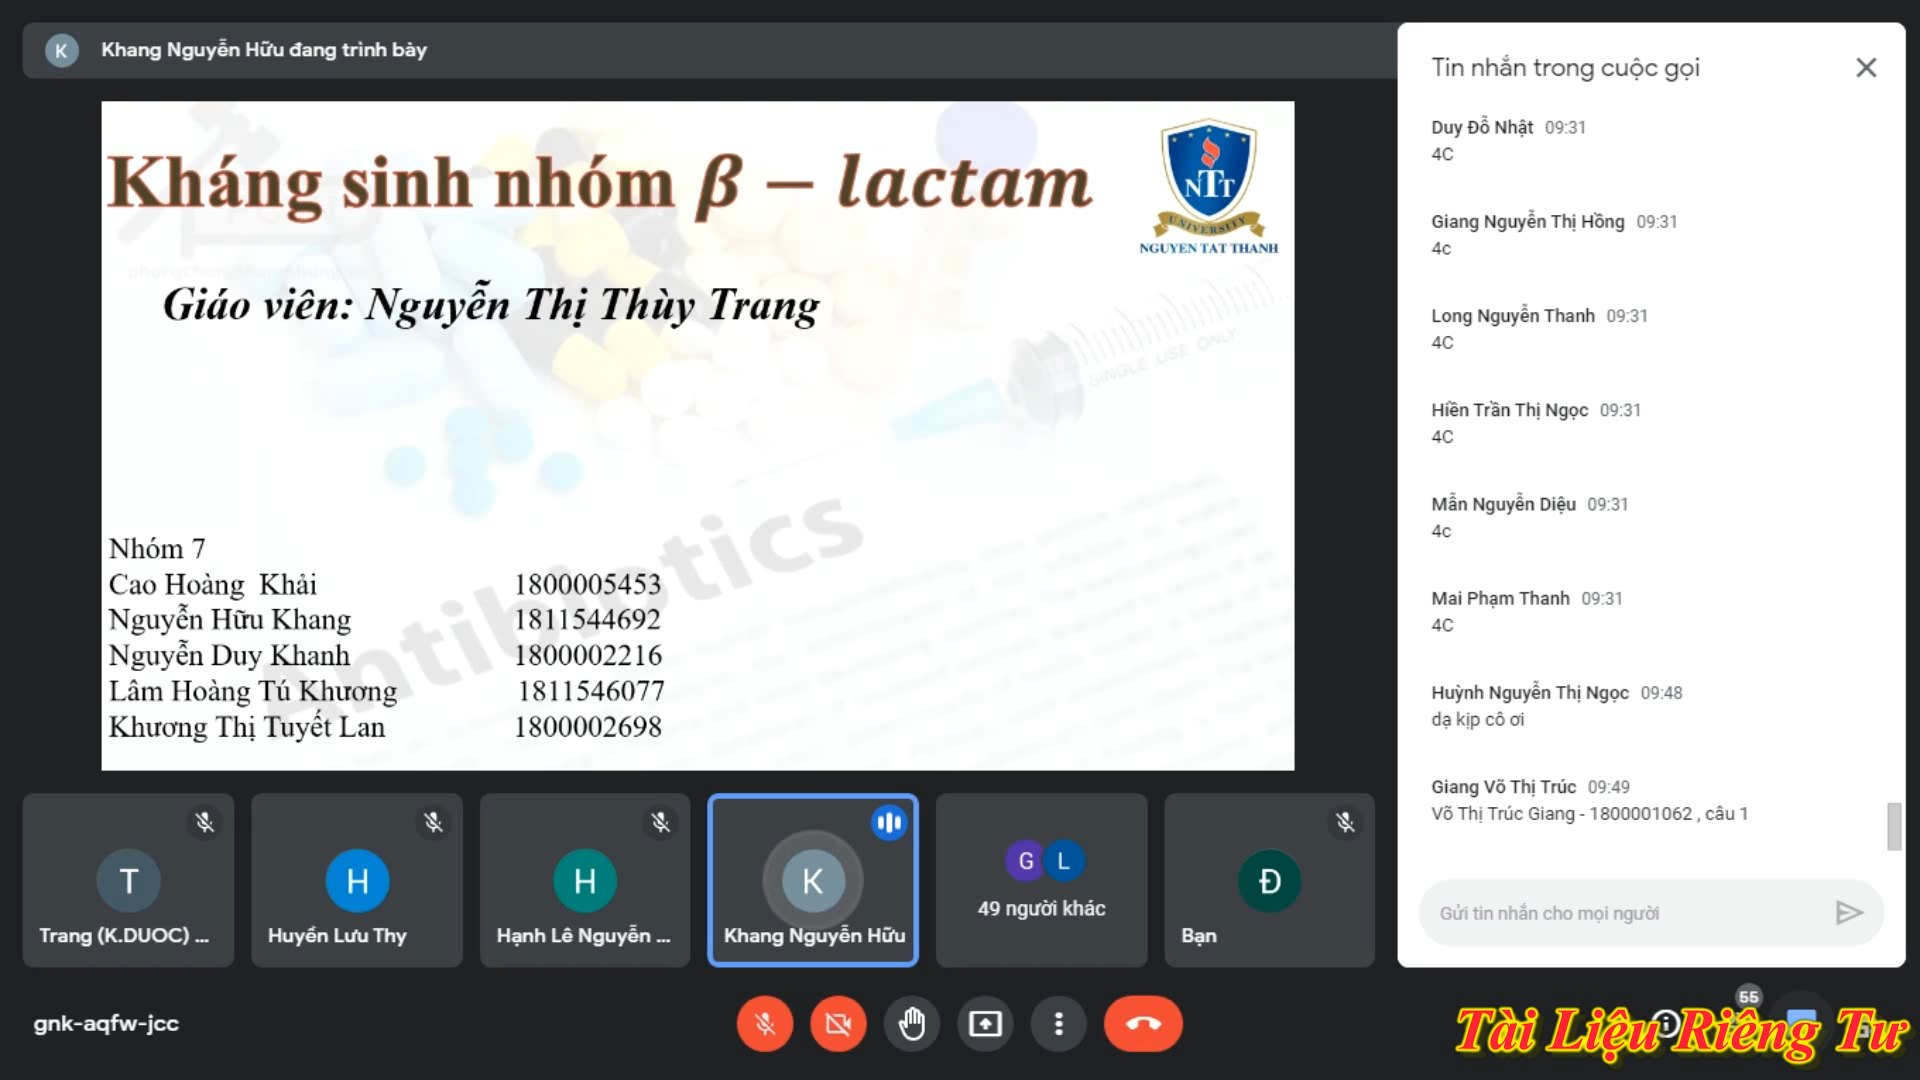 K
Khang Nguyễn Hữu đang trình bày
Kháng sinh nhóm β − lactam
NTT
UNIVERSITY
NGUYEN TAT THANH
Giáo viên: Nguyễn Thị Thùy Trang
SINGLE USE ONLY
Antibiotics
Nhóm 7
Cao Hoàng Khải 1800005453
Nguyễn Hữu Khang 1811544692
Nguyễn Duy Khanh 1800002216
Lâm Hoàng Tú Khương 1811546077
Khương Thị Tuyết Lan 1800002698
T
Trang (K.DUOC) ...
H
Huyền Lưu Thy
H
Hạnh Lê Nguyễn ...
K
Khang Nguyễn Hữu
G L
49 người khác
Đ
Bạn
Tin nhắn trong cuộc gọi
Duy Đỗ Nhật 09:31
4C
Giang Nguyễn Thị Hồng 09:31
4c
Long Nguyễn Thanh 09:31
4C
Hiền Trần Thị Ngọc 09:31
4C
Mẫn Nguyễn Diệu 09:31
4c
Mai Phạm Thanh 09:31
4C
Huỳnh Nguyễn Thị Ngọc 09:48
dạ kịp cô ơi
Giang Võ Thị Trúc 09:49
Võ Thị Trúc Giang - 1800001062 , câu 1
Gửi tin nhắn cho mọi người
gnk-aqfw-jcc
55
Tài Liệu Riêng Tư